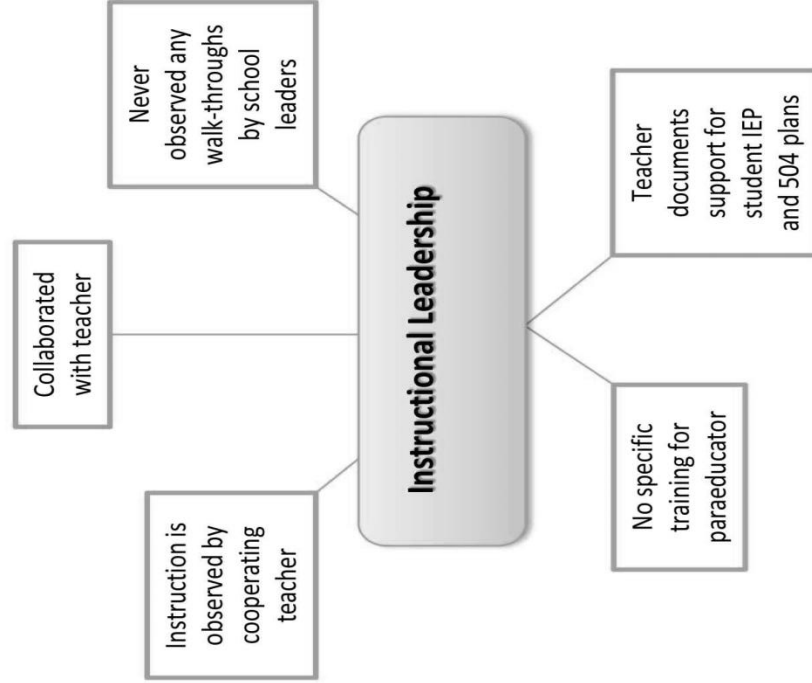 Instruction is
observed by
cooperating
teacher
Collaborated
with teacher
Never
observed any
walk-throughs
by school
leaders
Instructional Leadership
No specific
training for
paraeducator
Teacher
documents
support for
student IEP
and 504 plans